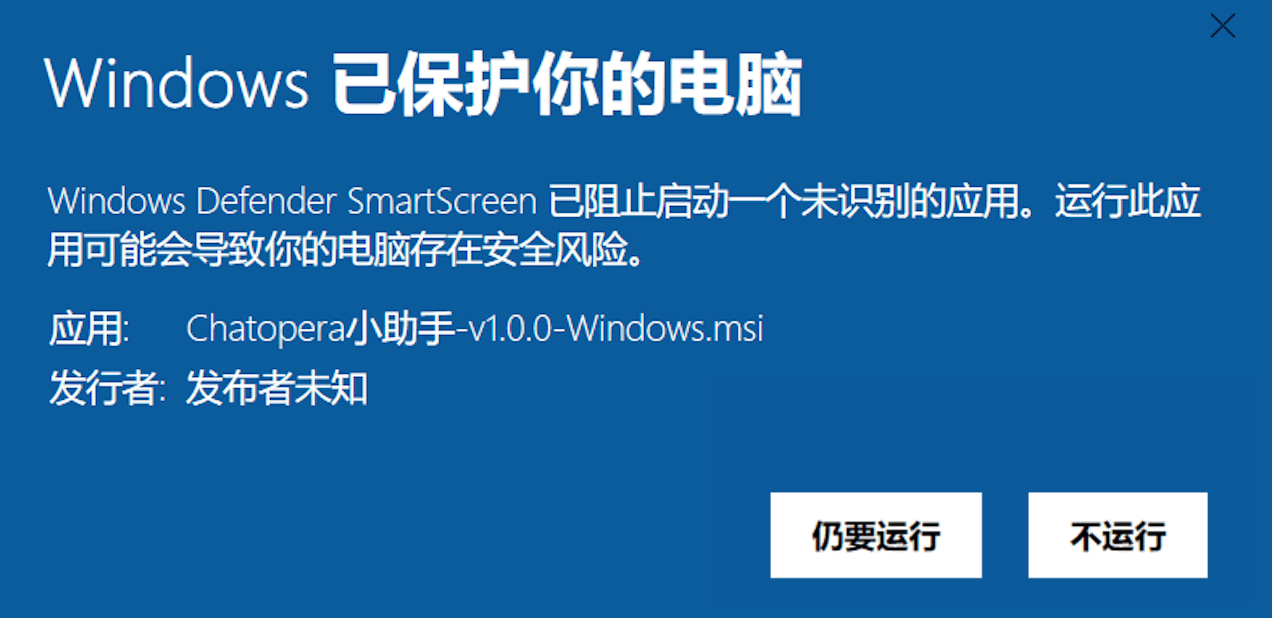 Windows 已保护你的电脑
Windows Defender SmartScreen 已阻止启动一个未识别的应用。运行此应
用可能会导致你的电脑存在安全风险。
应用: Chatopera小助手-v1.0.0-Windows.msi
发行者: 发布者未知
仍要运行 不运行